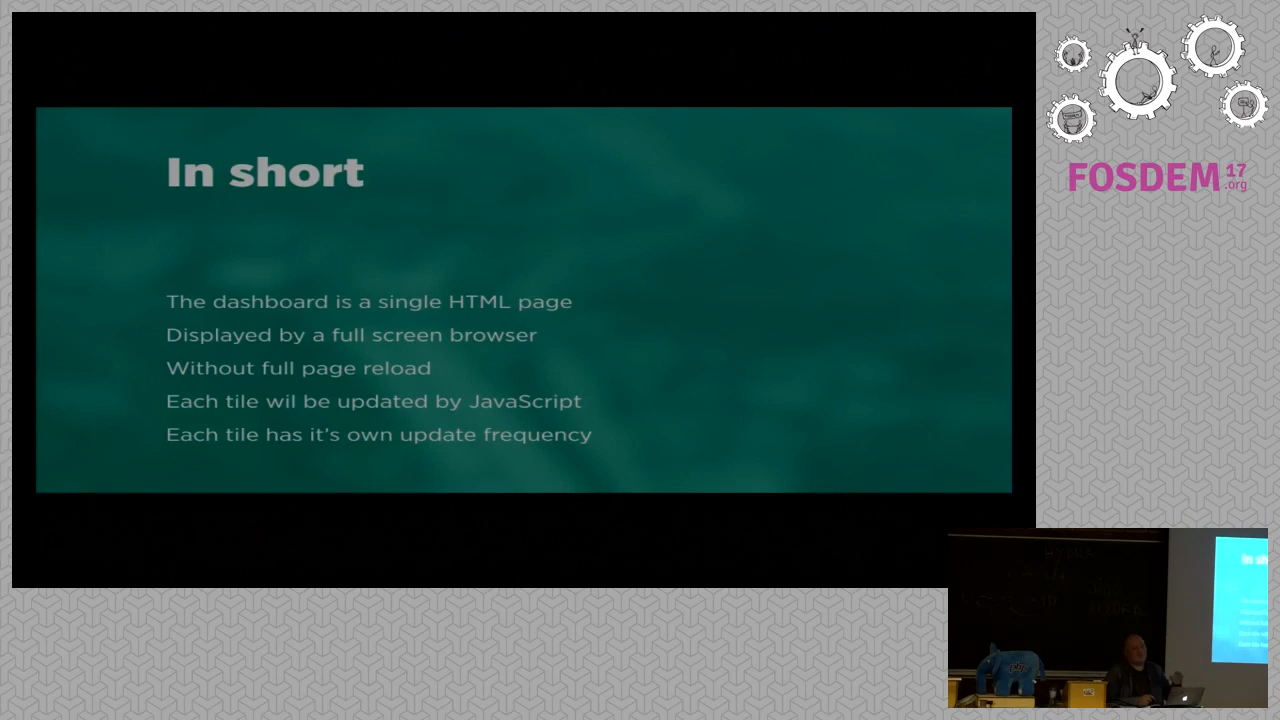 In short
The dashboard is a single HTML page
Displayed by a full screen browser
Without full page reload
Each tile wil be updated by JavaScript
Each tile has it's own update frequency
FOSDEM 17
.org